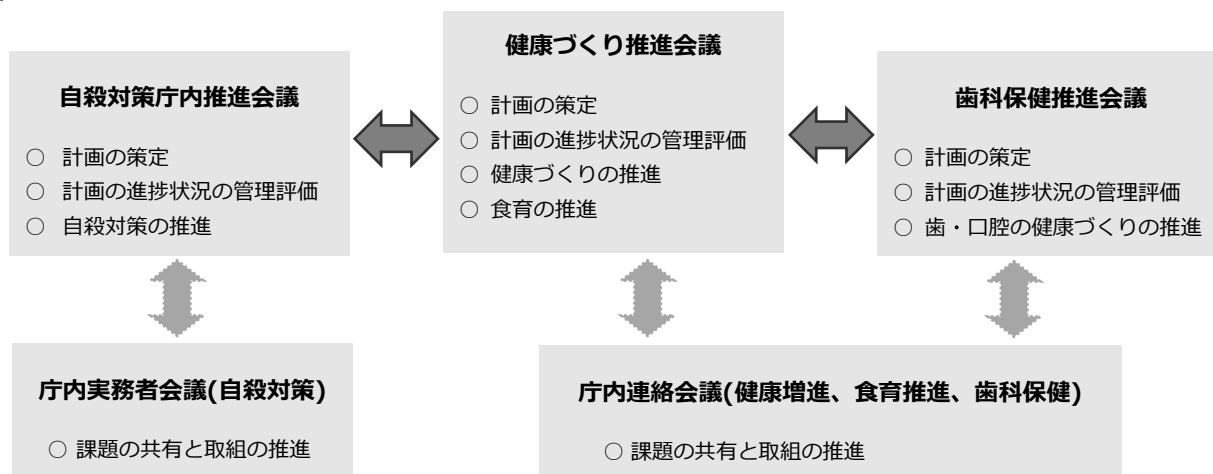 自殺対策庁内推進会議
○ 計画の策定
○ 計画の進捗状況の管理評価
○ 自殺対策の推進
健康づくり推進会議
○ 計画の策定
○ 計画の進捗状況の管理評価
○ 健康づくりの推進
○ 食育の推進
歯科保健推進会議
○ 計画の策定
○ 計画の進捗状況の管理評価
○ 歯・口腔の健康づくりの推進
庁内実務者会議(自殺対策)
○ 課題の共有と取組の推進
庁内連絡会議(健康増進、食育推進、歯科保健)
○ 課題の共有と取組の推進